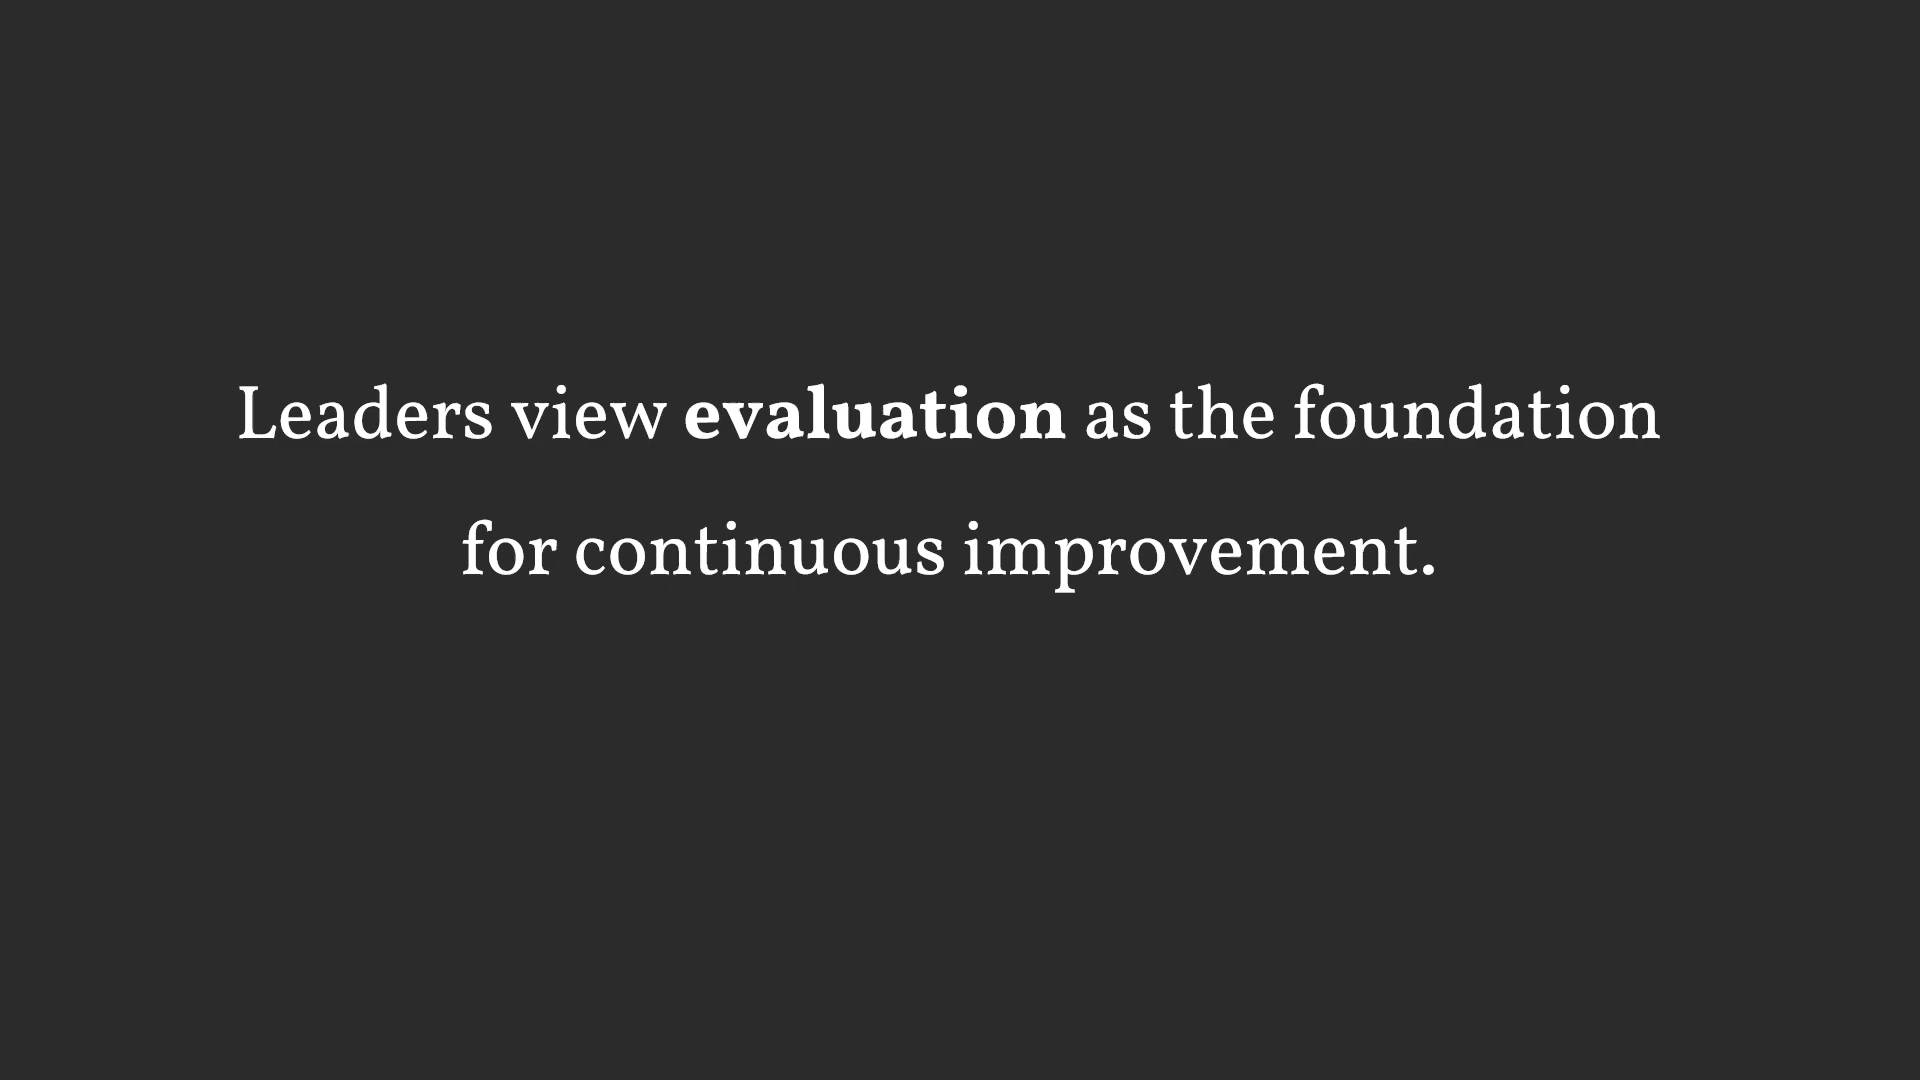 Leaders view evaluation as the foundation
for continuous improvement.